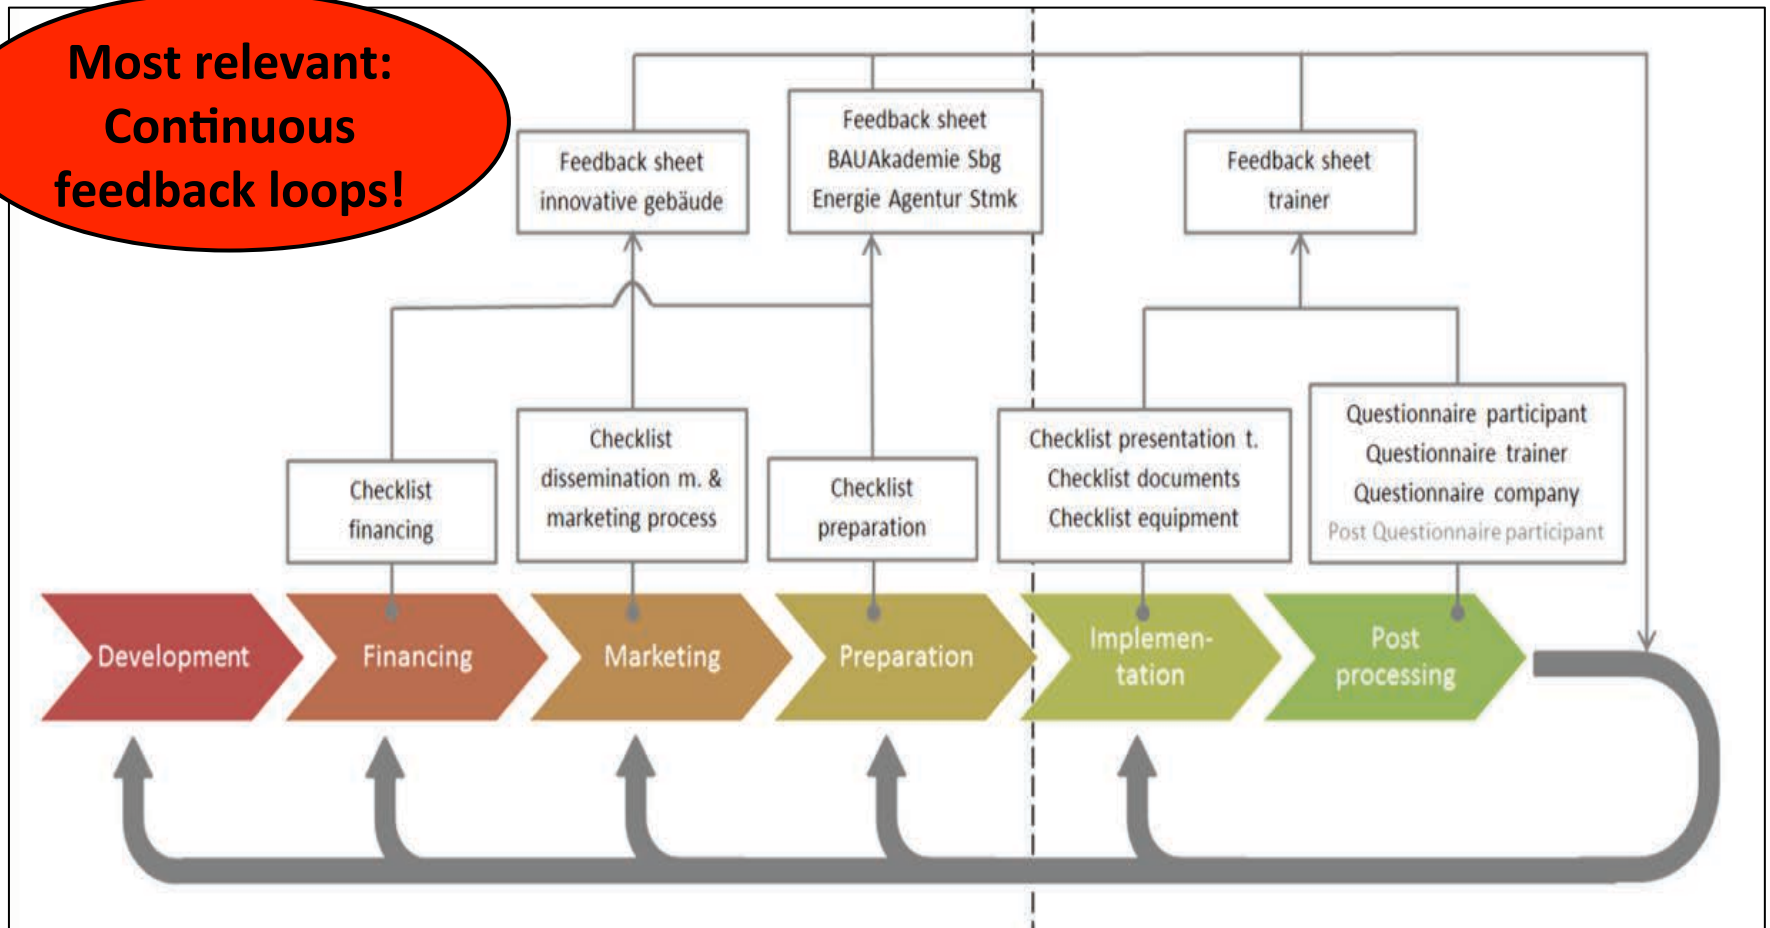 Most relevant:
Continuous
feedback loops!
Feedback sheet
innovative gebäude
Feedback sheet
BAUAkademie Sbg
Energie Agentur Stmk
Feedback sheet
trainer
Checklist
financing
Checklist
dissemination m. &
marketing process
Checklist
preparation
Checklist presentation t.
Checklist documents
Checklist equipment
Questionnaire participant
Questionnaire trainer
Questionnaire company
Post Questionnaire participant
Development
Financing
Marketing
Preparation
Implemen-
tation
Post
processing